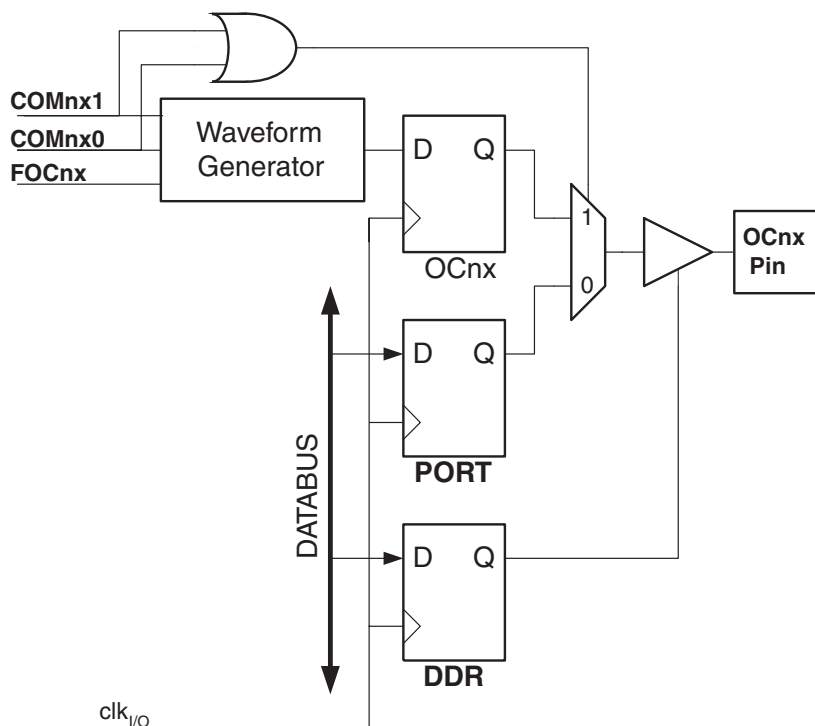 COMnx1
COMnx0
FOCnx
Waveform
Generator
D Q
OCnx
1
0
OCnx
Pin
D Q
PORT
DATABUS
D Q
DDR
clkI/O